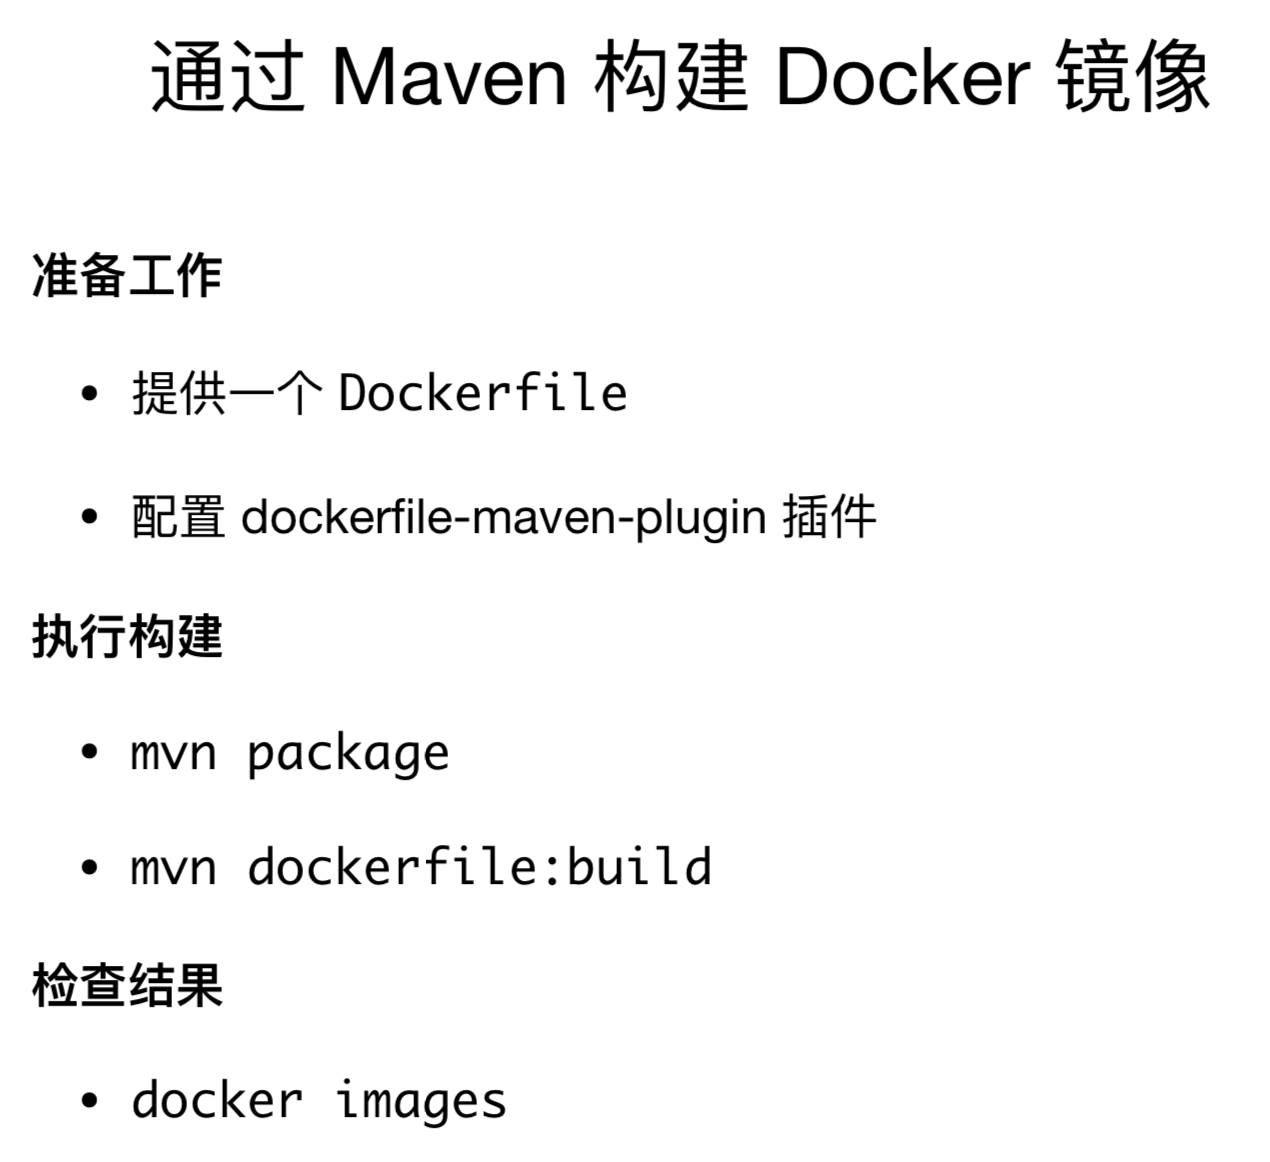 通过 Maven 构建 Docker 镜像
准备工作
• 提供一个 Dockerfile
• 配置 dockerfile-maven-plugin 插件
执行构建
• mvn package
• mvn dockerfile:build
检查结果
• docker images